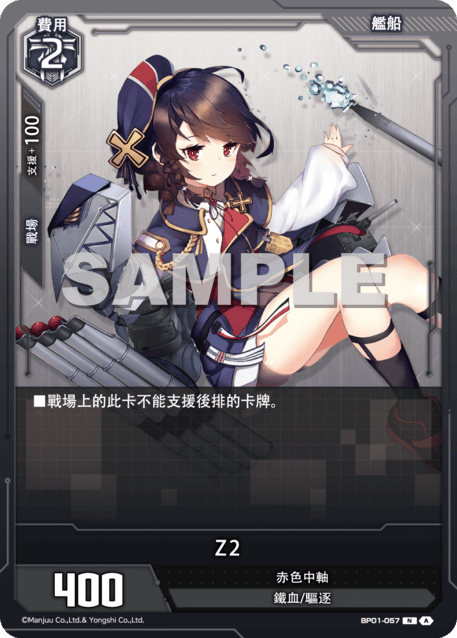 費用
2
艦船
支援+100
戰場
SAMPLE
■戰場上的此卡不能支援後排的卡牌。
Z2
400
赤色中軸
鐵血/驅逐
©Manjuu Co.,Ltd.& Yongshi Co.,Ltd.
BP01-057 N A